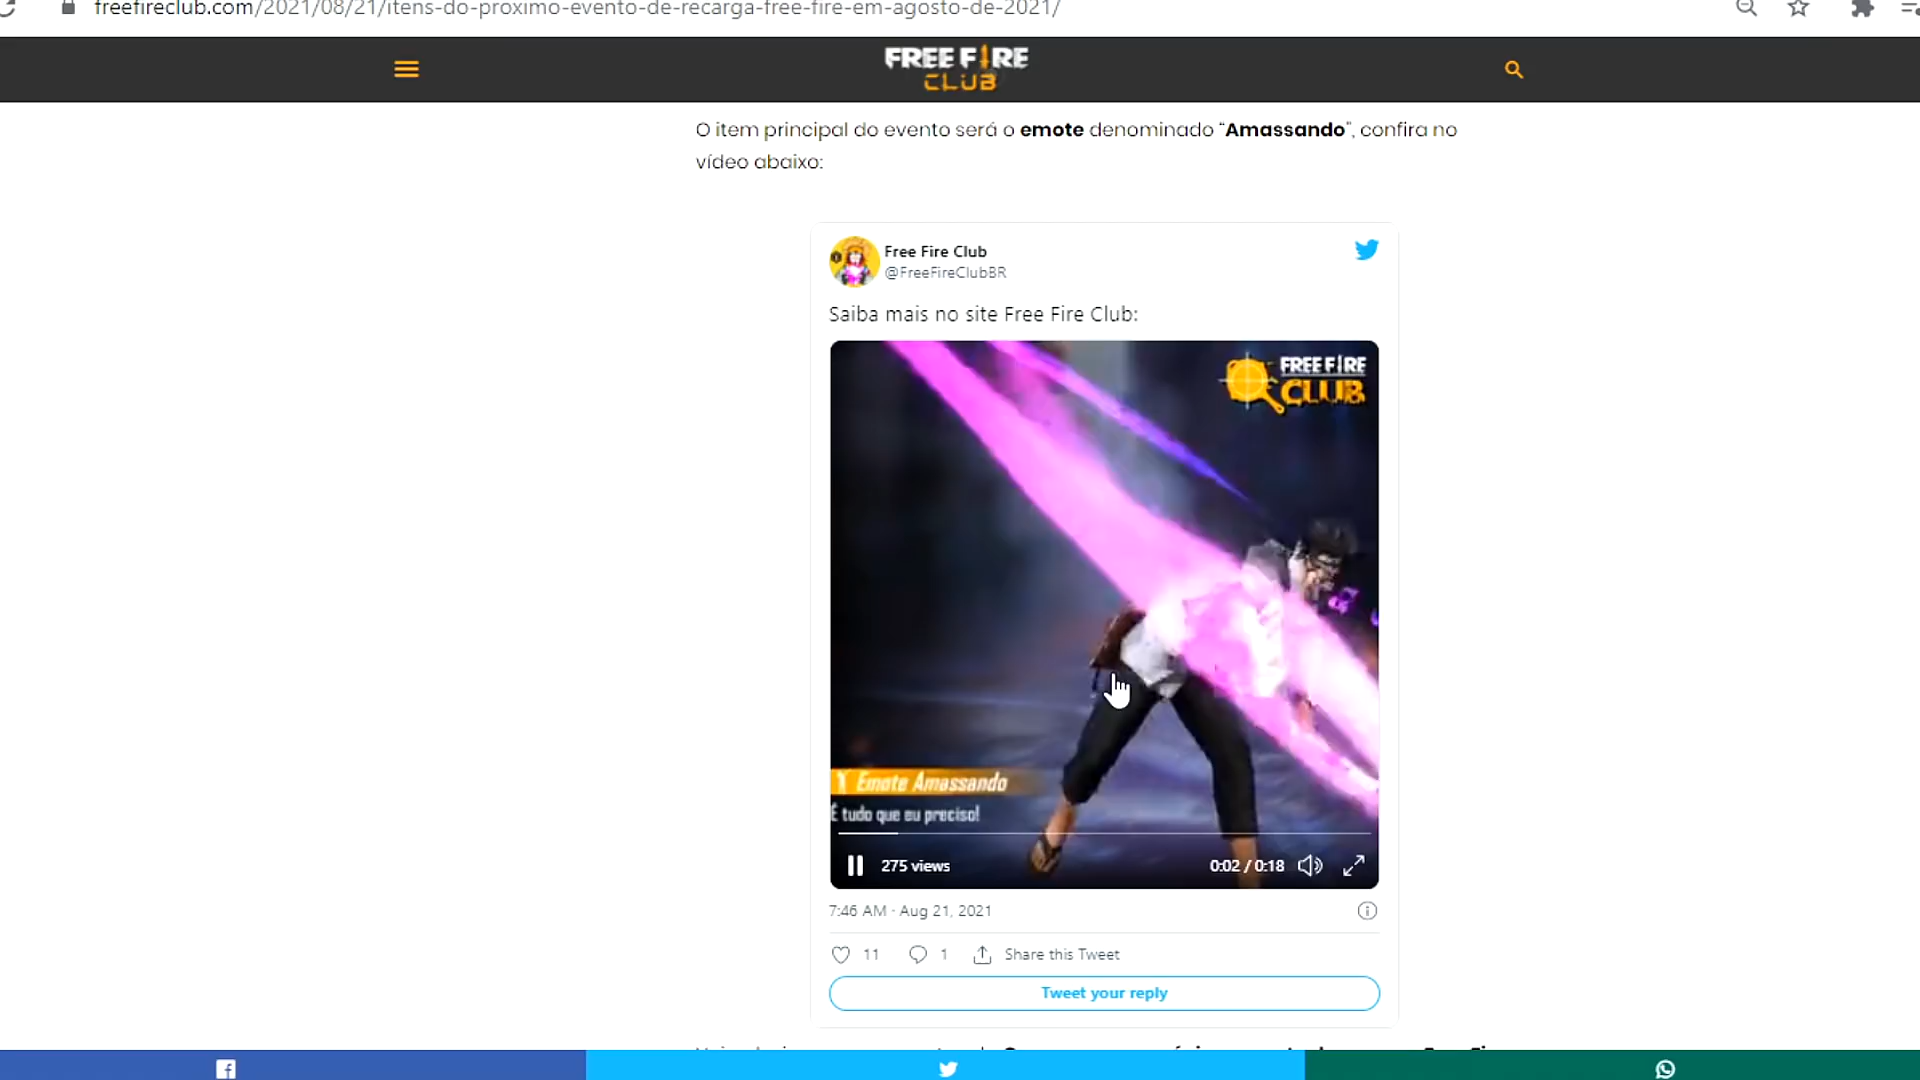 freefireclub.com/2021/08/21/itens-do-proximo-evento-de-recarga-free-fire-em-agosto-de-2021/
FREE FIRE
CLUB
O item principal do evento será o emote denominado “Amassando”, confira no
vídeo abaixo:
Free Fire Club
@FreeFireClubBR
Saiba mais no site Free Fire Club:
FREE FIRE
CLUB
Emote Amassando
É tudo que eu preciso!
275 views
0:02 / 0:18
7:46 AM · Aug 21, 2021
11
1
Share this Tweet
Tweet your reply